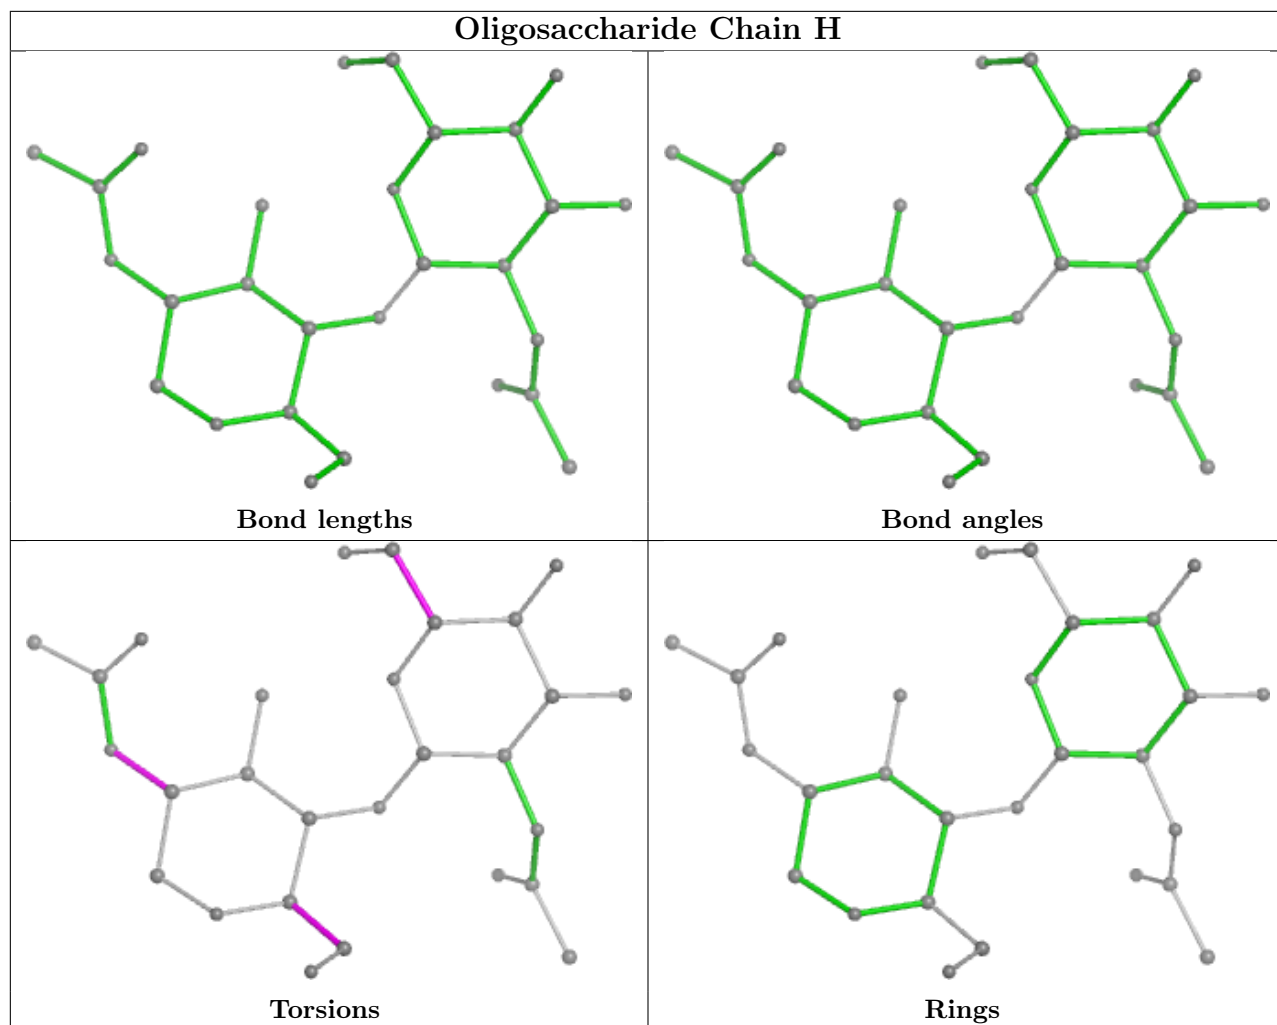 Oligosaccharide Chain H
Bond lengths
Bond angles
Torsions
Rings